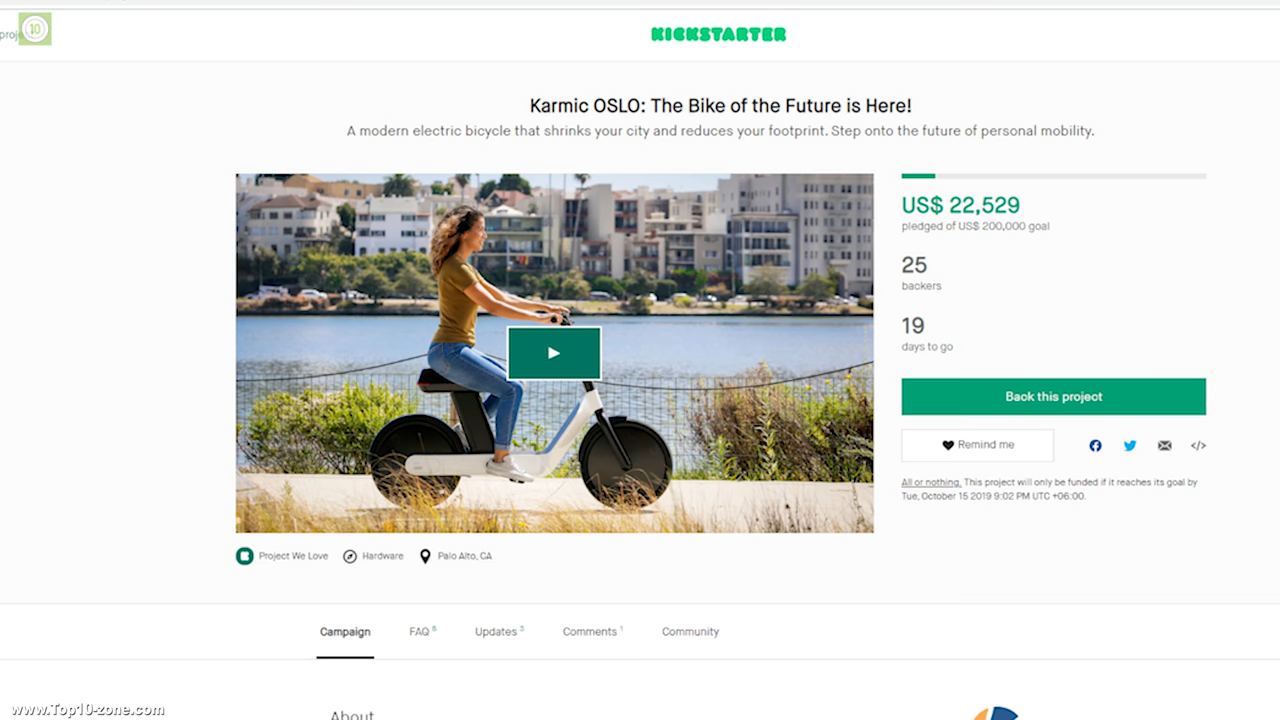 proje
10
KICKSTARTER
Karmic OSLO: The Bike of the Future is Here!
A modern electric bicycle that shrinks your city and reduces your footprint. Step onto the future of personal mobility.
US$ 22,529
pledged of US$ 200,000 goal
25
backers
19
days to go
Back this project
Remind me
</>
All or nothing. This project will only be funded if it reaches its goal by
Tue, October 15 2019 9:02 PM UTC +06:00.
Project We Love Hardware Palo Alto, CA
Campaign FAQ 5 Updates 3 Comments 1 Community
About
www.Top10-zone.com